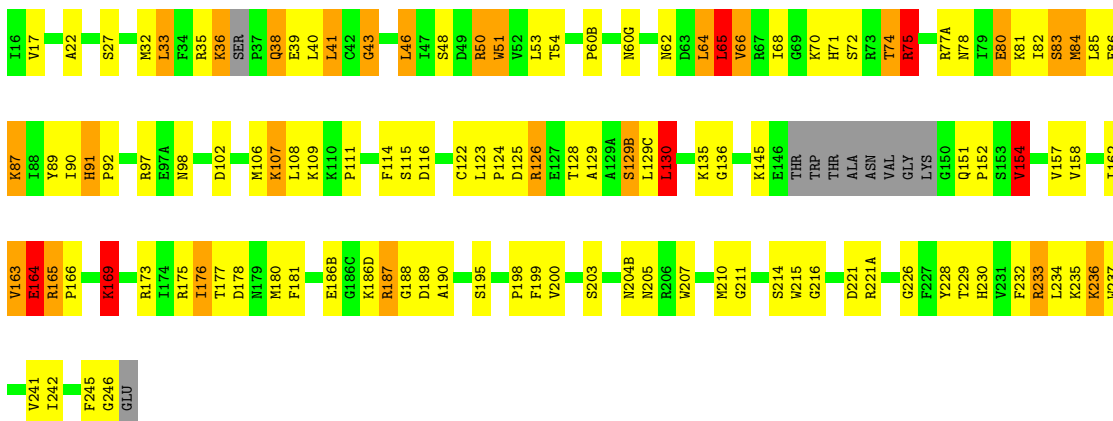 I16 V17 A22 S27 M32 L33 F34 R35 K36 SER P37 Q38 E39 L40 L41 C42 G43 L46 I47 S48 D49 R50 W51 V52 L53 T54 P60B N60G N62 D63 L64 L65 V66 R67 I68 G69 K70 H71 S72 R73 T74 R75 R77A N78 I79 E80 K81 I82 S83 M84 L85 E86
K87 I88 Y89 I90 H91 P92 R97 E97A N98 D102 M106 K107 L108 K109 K110 P111 F114 S115 D116 C122 L123 P124 D125 R126 E127 T128 A129 A129A S129B L129C L130 K135 G136 K145 E146 THR TRP THR ALA ASN VAL GLY LYS G150 Q151 P152 S153 V154 V157 V158 I162
V163 E164 R165 P166 K169 R173 I174 R175 I176 T177 D178 N179 M180 F181 E186B G186C K186D R187 G188 D189 A190 S195 P198 F199 V200 S203 N204B N205 R206 W207 M210 G211 S214 W215 G216 D221 R221A G226 F227 Y228 T229 H230 V231 F232 R233 L234 K235 K236 W237
V241 I242 F245 G246 GLU